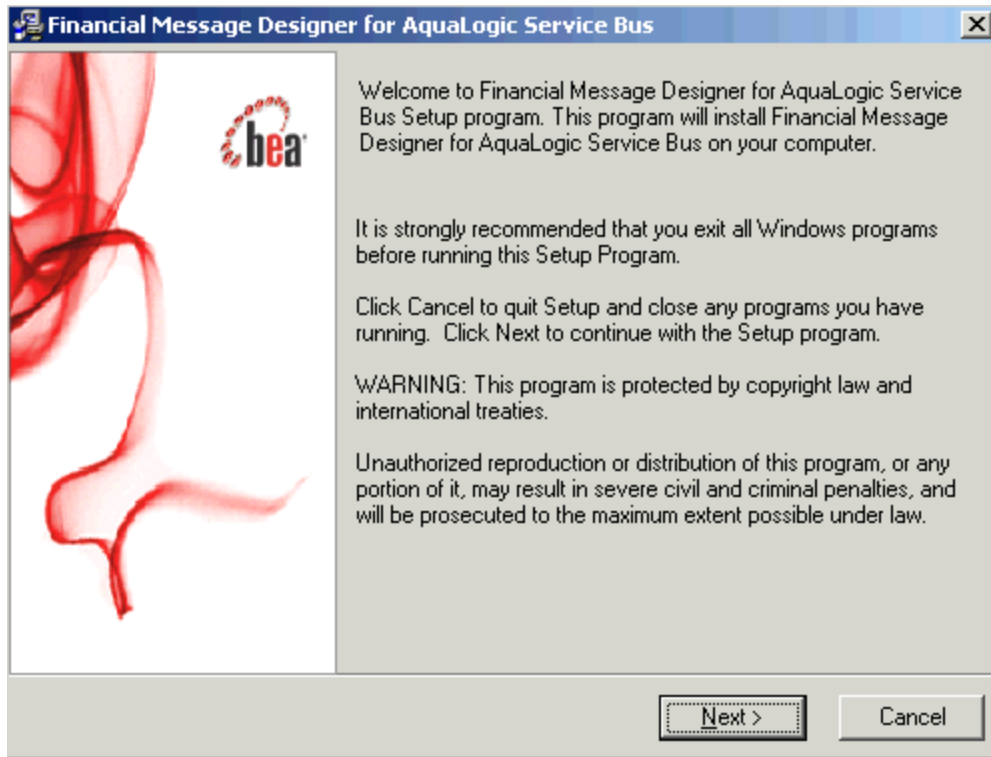 Financial Message Designer for AquaLogic Service Bus
bea
Welcome to Financial Message Designer for AquaLogic Service
Bus Setup program. This program will install Financial Message
Designer for AquaLogic Service Bus on your computer.
It is strongly recommended that you exit all Windows programs
before running this Setup Program.
Click Cancel to quit Setup and close any programs you have
running.  Click Next to continue with the Setup program.
WARNING: This program is protected by copyright law and
international treaties.
Unauthorized reproduction or distribution of this program, or any
portion of it, may result in severe civil and criminal penalties, and
will be prosecuted to the maximum extent possible under law.
Next >
Cancel